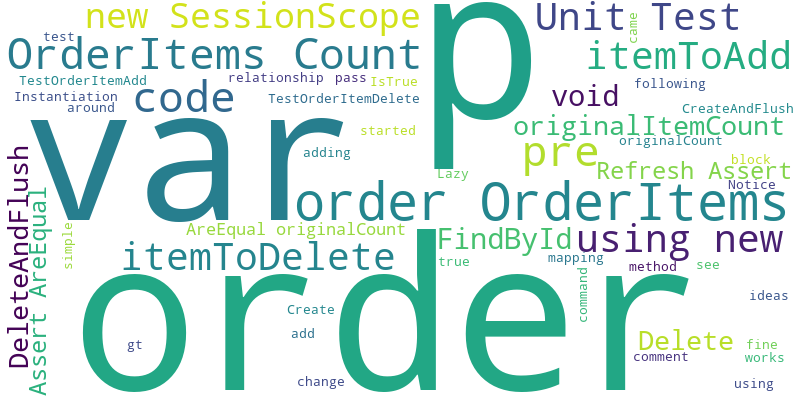 new SessionScope
p
Unit Test
came
test
OrderItems Count
itemToAdd
TestOrderItemAdd
relationship
pass
IsTrue
following
Instantiation
code
TestOrderItemDelete
void
around
CreateAndFlush
var
started
originalItemCount
originalCount
adding
pre
block
Lazy
Refresh Assert
Notice
DeleteAndFlush
order OrderItems
Assert AreEqual
simple
AreEqual originalCount
FindById
using new
itemToDelete
true
mapping
method
see
order
command
ideas
Create
add
Delete
gt
fine
comment
works
change
using